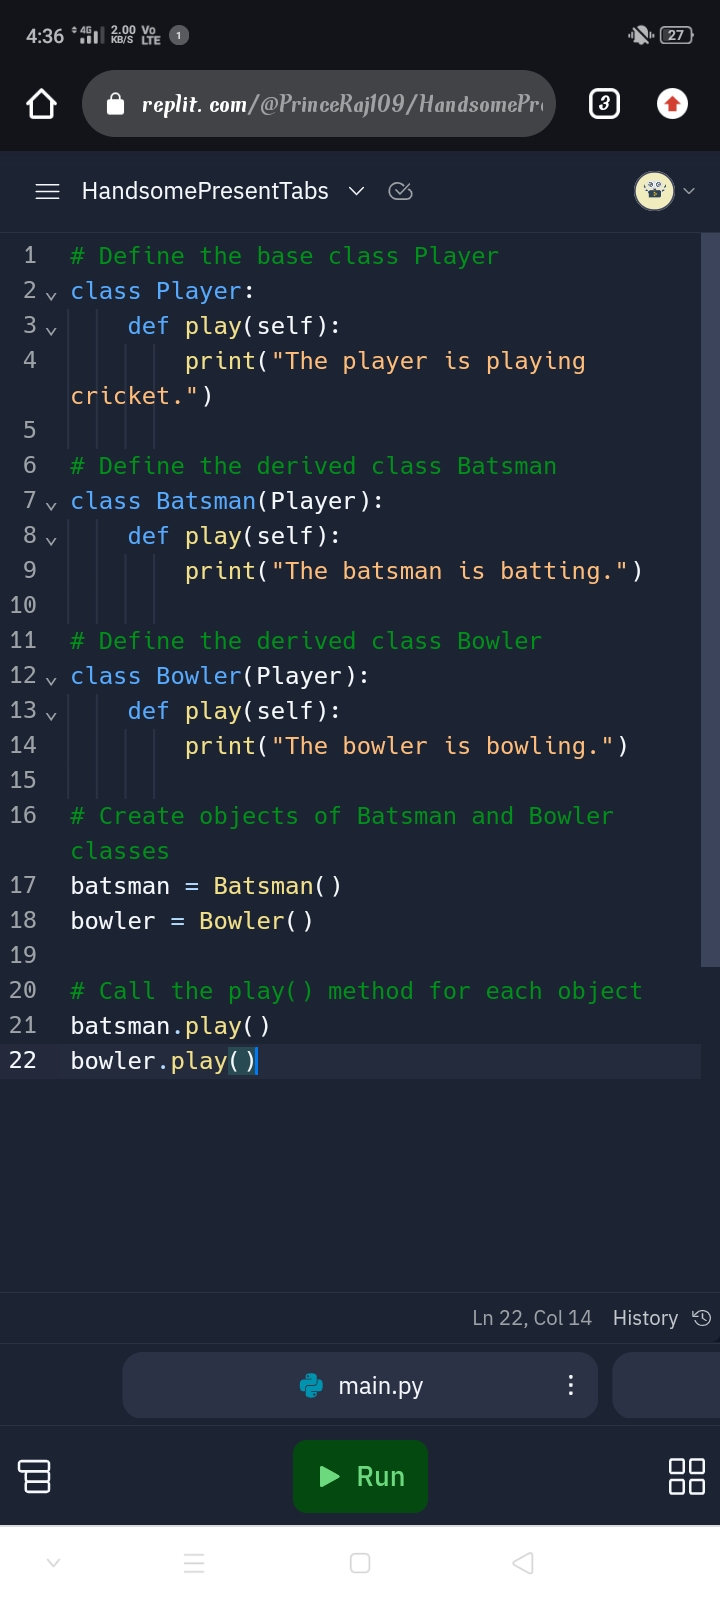 4:36 4G 2.00 KB/S Vo LTE 1 27
replit. com/@PrinceRaj109/HandsomePr 3
HandsomePresentTabs
1 # Define the base class Player
2 class Player:
3 def play(self):
4 print("The player is playing
cricket.")
5
6 # Define the derived class Batsman
7 class Batsman(Player):
8 def play(self):
9 print("The batsman is batting.")
10
11 # Define the derived class Bowler
12 class Bowler(Player):
13 def play(self):
14 print("The bowler is bowling.")
15
16 # Create objects of Batsman and Bowler
classes
17 batsman = Batsman()
18 bowler = Bowler()
19
20 # Call the play() method for each object
21 batsman.play()
22 bowler.play()
Ln 22, Col 14 History
main.py
Run